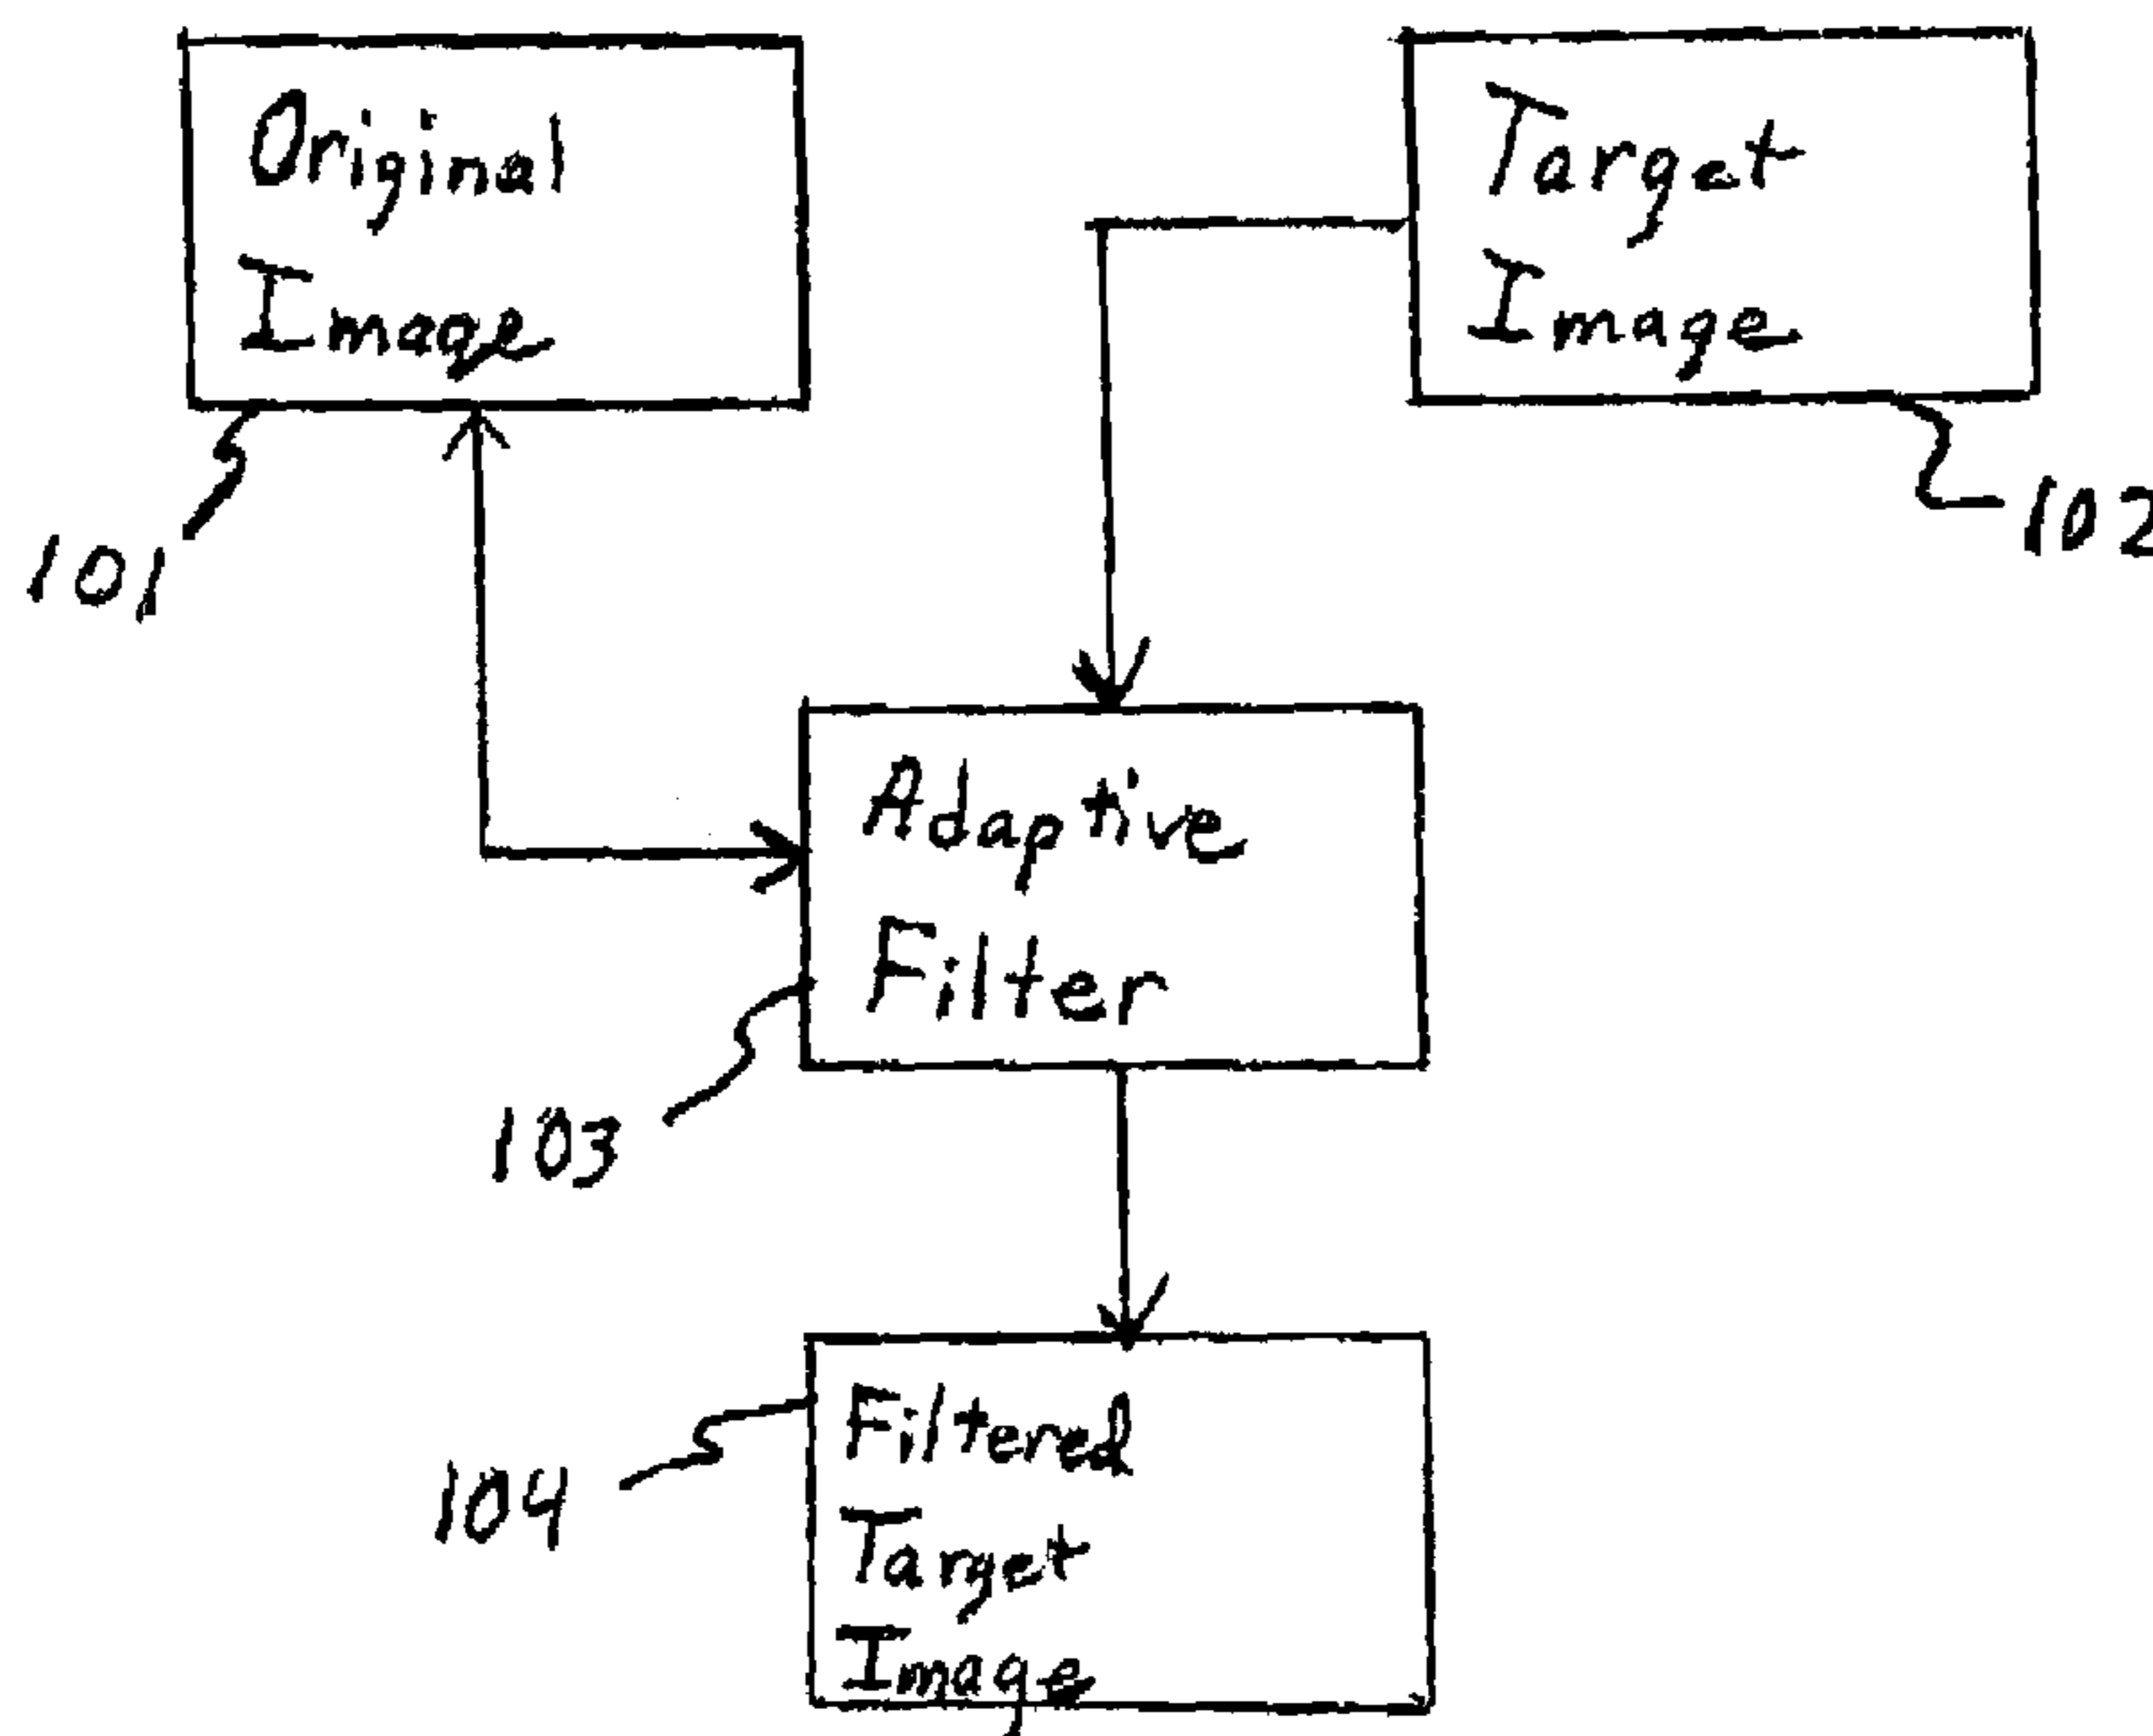 Original
Image
Target
Image
101
102
Adaptive
Filter
103
Filtered
Target
Image
104